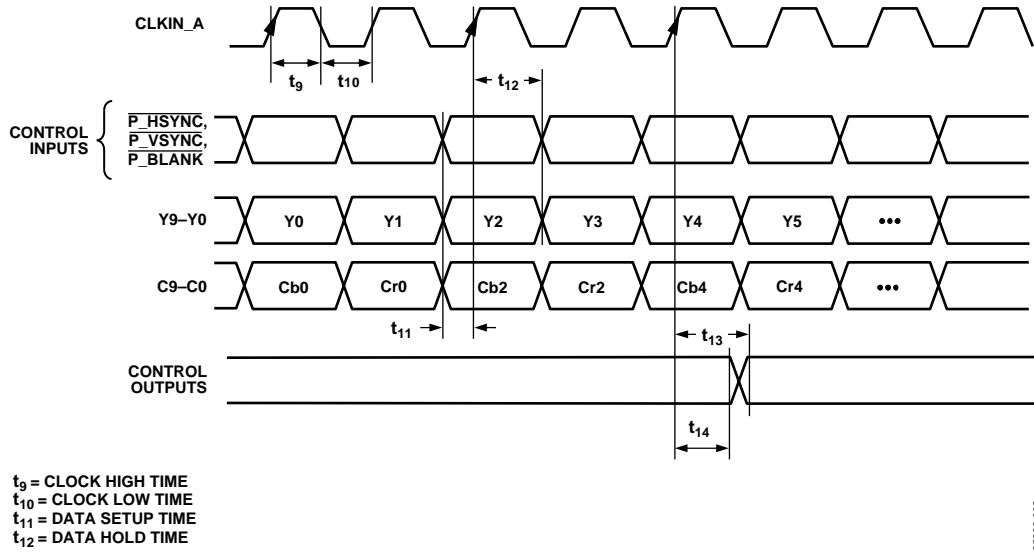 CLKIN_A
t9
t10
t12
CONTROL
INPUTS
P_HSYNC,
P_VSYNC,
P_BLANK
Y9–Y0
Y0
Y1
Y2
Y3
Y4
Y5
•••
C9–C0
Cb0
Cr0
Cb2
Cr2
Cb4
Cr4
•••
t11
t13
CONTROL
OUTPUTS
t14
t9 = CLOCK HIGH TIME
t10 = CLOCK LOW TIME
t11 = DATA SETUP TIME
t12 = DATA HOLD TIME